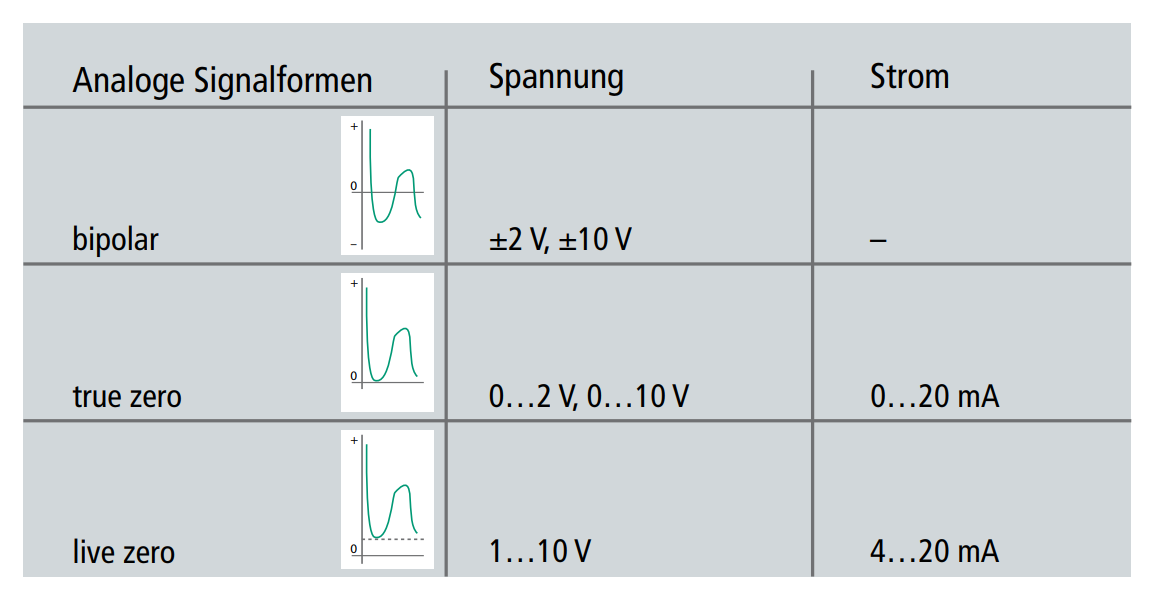 Analoge Signalformen Spannung Strom
+
0
–
bipolar ±2 V, ±10 V –
+
0
true zero 0…2 V, 0…10 V 0…20 mA
+
0
live zero 1…10 V 4…20 mA